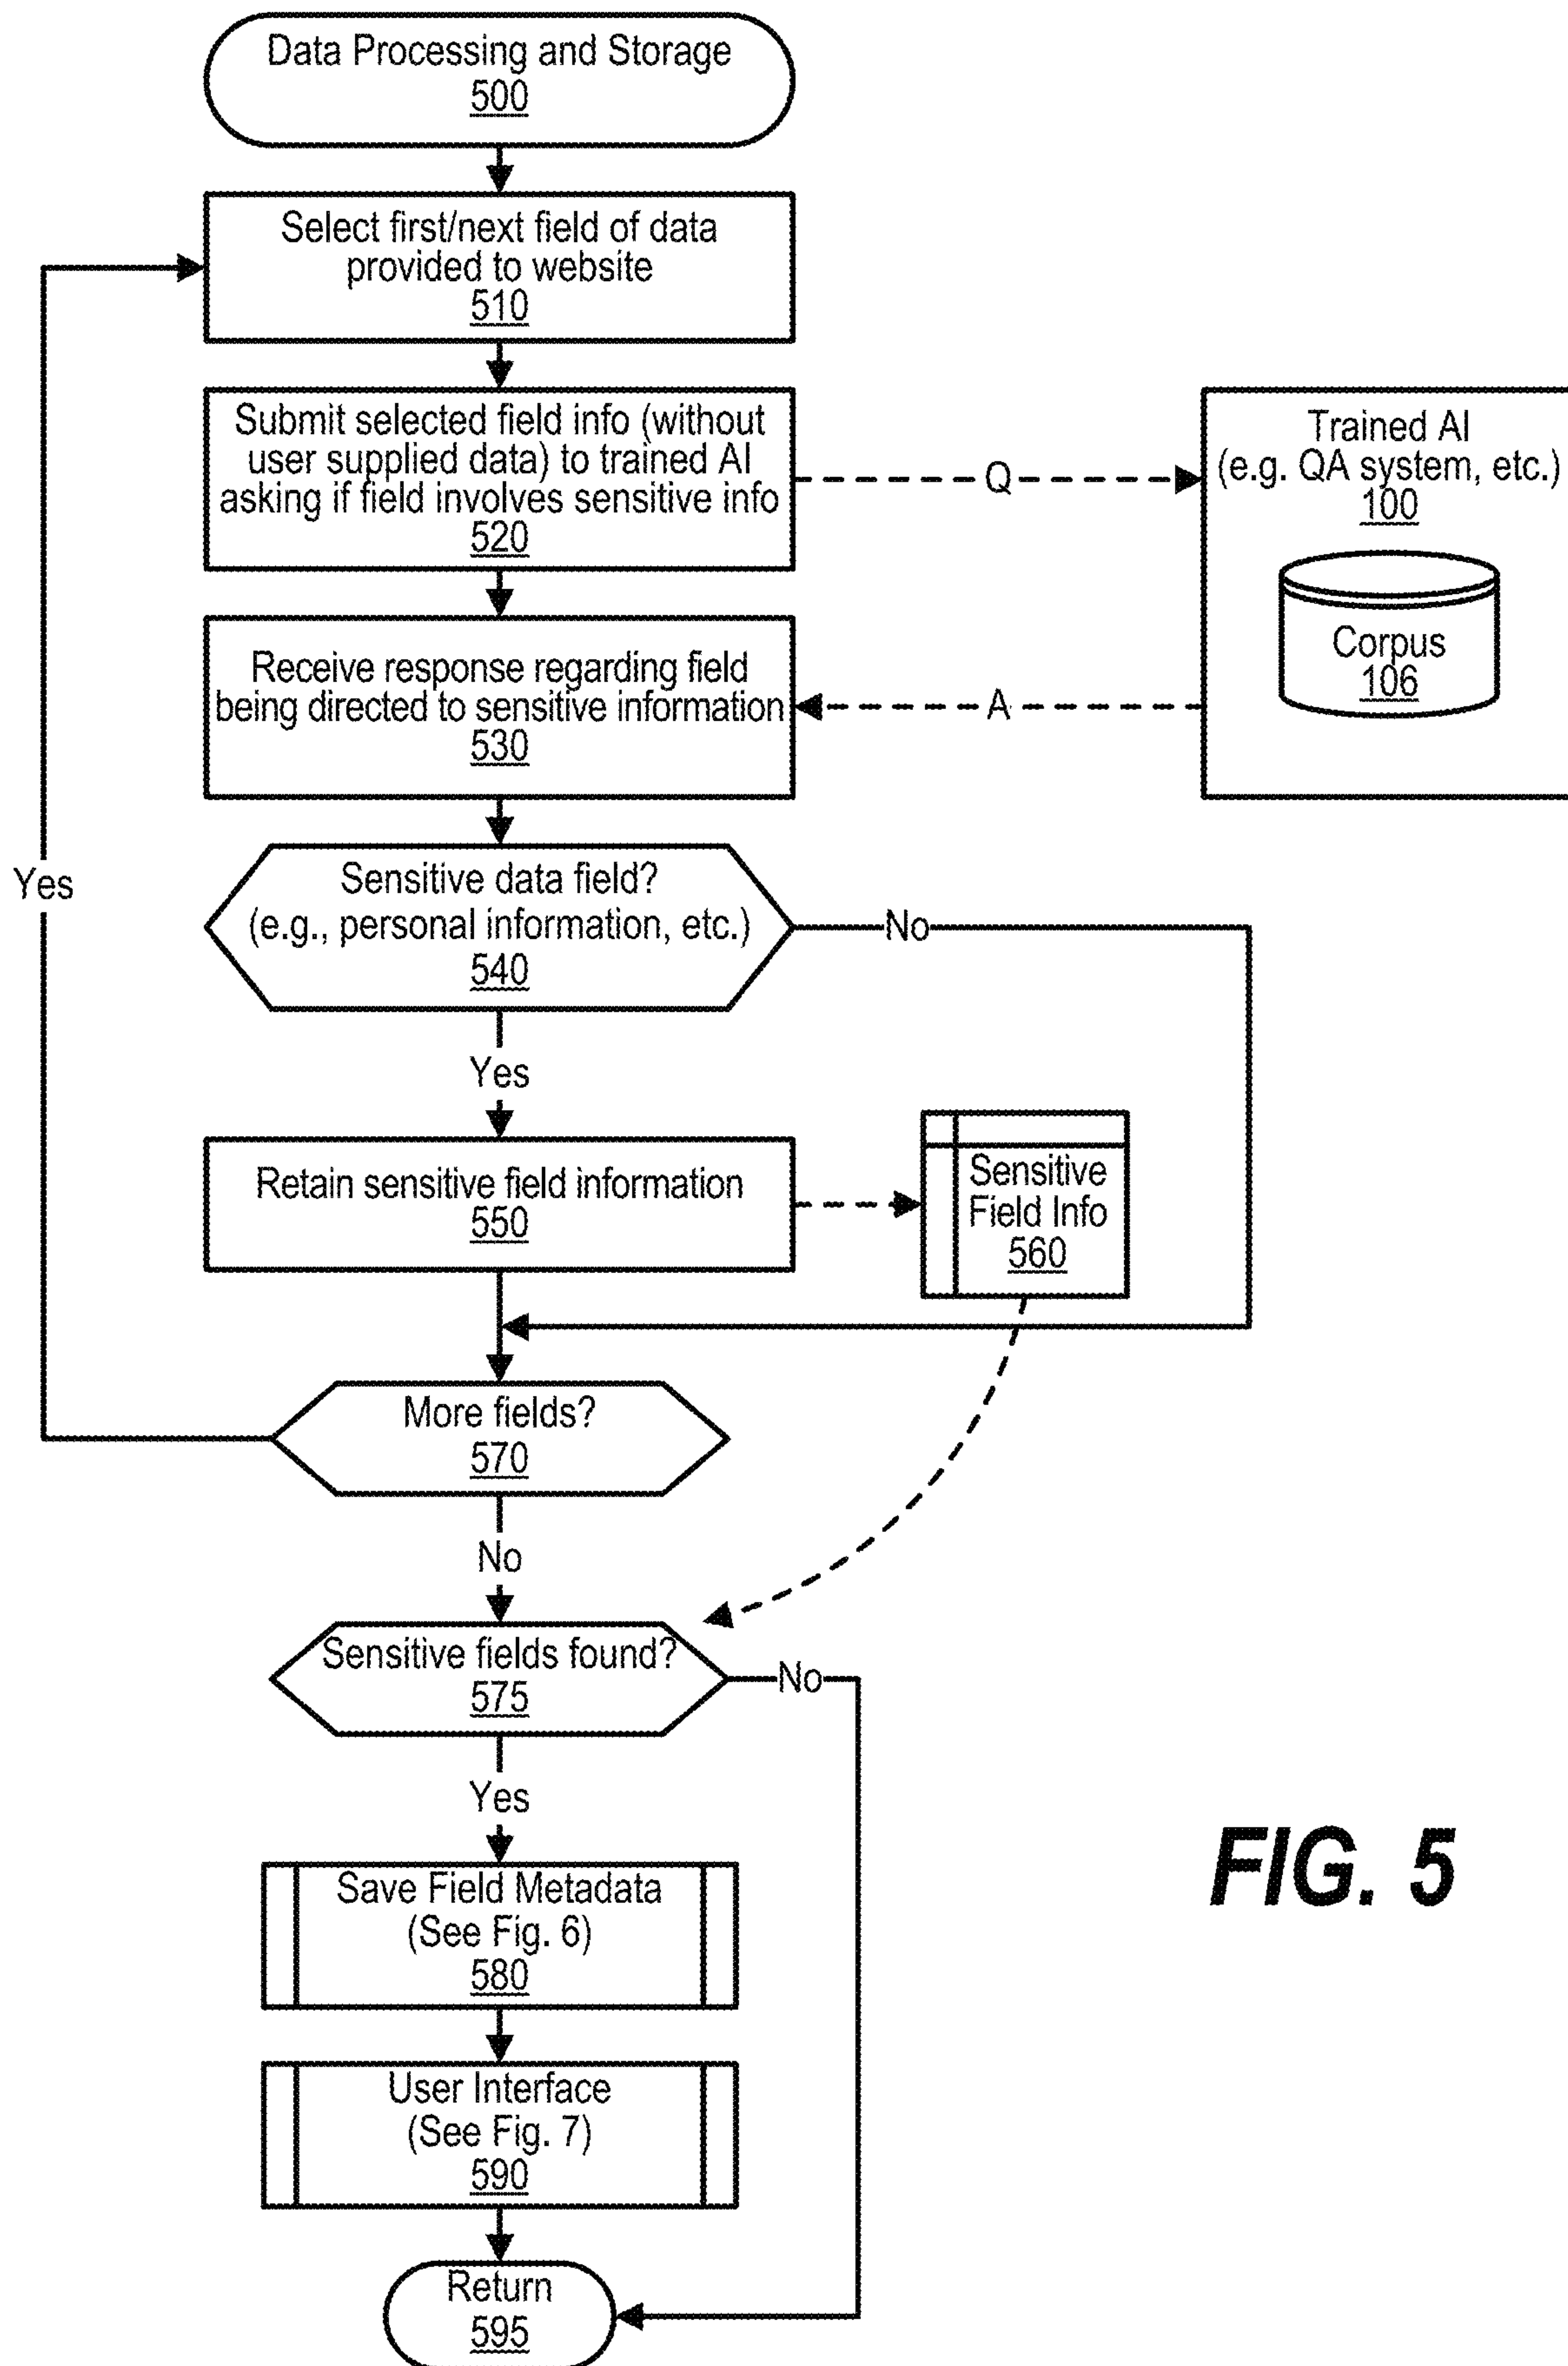 Data Processing and Storage
500
Select first/next field of data
provided to website
510
Submit selected field info (without
user supplied data) to trained AI
asking if field involves sensitive info
520
Q
Trained AI
(e.g. QA system, etc.)
100
Corpus
106
Receive response regarding field
being directed to sensitive information
530
A
Yes
Sensitive data field?
(e.g., personal information, etc.)
540
No
Yes
Retain sensitive field information
550
Sensitive
Field Info
560
More fields?
570
No
Sensitive fields found?
575
No
Yes
Save Field Metadata
(See Fig. 6)
580
User Interface
(See Fig. 7)
590
Return
595
FIG. 5